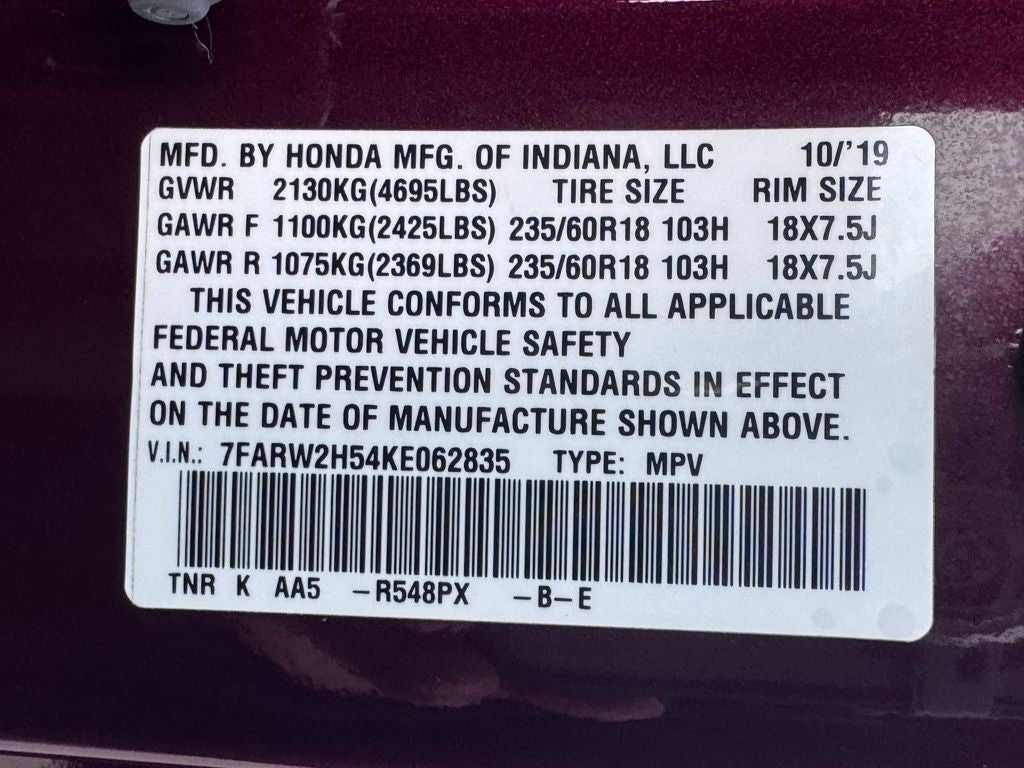 MFD. BY HONDA MFG. OF INDIANA, LLC 10/'19
GVWR 2130KG(4695LBS) TIRE SIZE RIM SIZE
GAWR F 1100KG(2425LBS) 235/60R18 103H 18X7.5J
GAWR R 1075KG(2369LBS) 235/60R18 103H 18X7.5J
THIS VEHICLE CONFORMS TO ALL APPLICABLE
FEDERAL MOTOR VEHICLE SAFETY
AND THEFT PREVENTION STANDARDS IN EFFECT
ON THE DATE OF MANUFACTURE SHOWN ABOVE.
V.I.N.: 7FARW2H54KE062835 TYPE: MPV
TNR K AA5 -R548PX -B-E